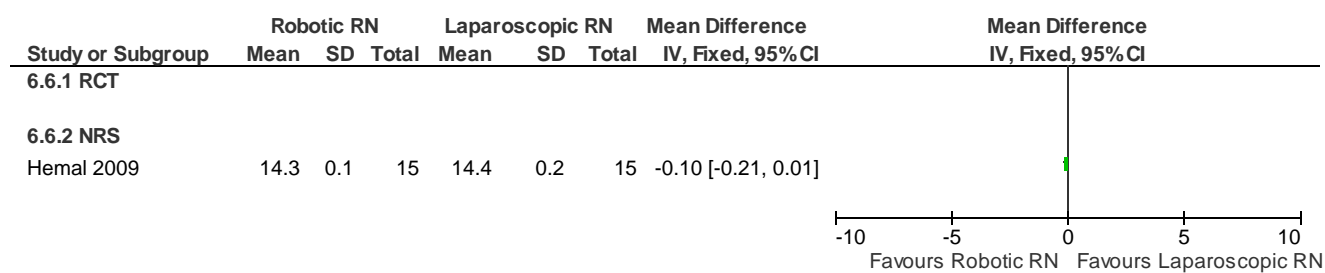 Robotic RN Laparoscopic RN Mean Difference Mean Difference
Study or Subgroup Mean SD Total Mean SD Total IV, Fixed, 95%CI IV, Fixed, 95%CI
6.6.1 RCT
6.6.2 NRS
Hemal 2009 14.3 0.1 15 14.4 0.2 15 -0.10 [-0.21, 0.01]
-10 -5 0 5 10
Favours Robotic RN Favours Laparoscopic RN